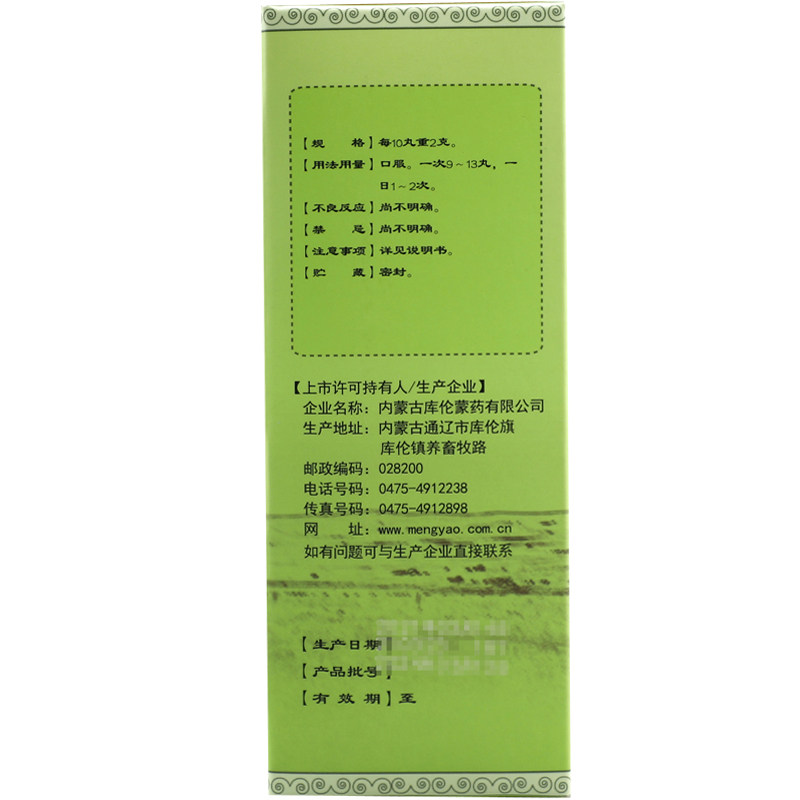 【规 格】每10丸重2克。
【用法用量】口服。一次9~13丸，一
日1~2次。
【不良反应】尚不明确。
【禁 忌】尚不明确。
【注意事项】详见说明书。
【贮 藏】密封。
【上市许可持有人/生产企业】
企业名称：内蒙古库伦蒙药有限公司
生产地址：内蒙古通辽市库伦旗
库伦镇养畜牧路
邮政编码：028200
电话号码：0475-4912238
传真号码：0475-4912898
网 址：www.mengyao.com.cn
如有问题可与生产企业直接联系
【生产日期
【产品批号
【有 效 期】至